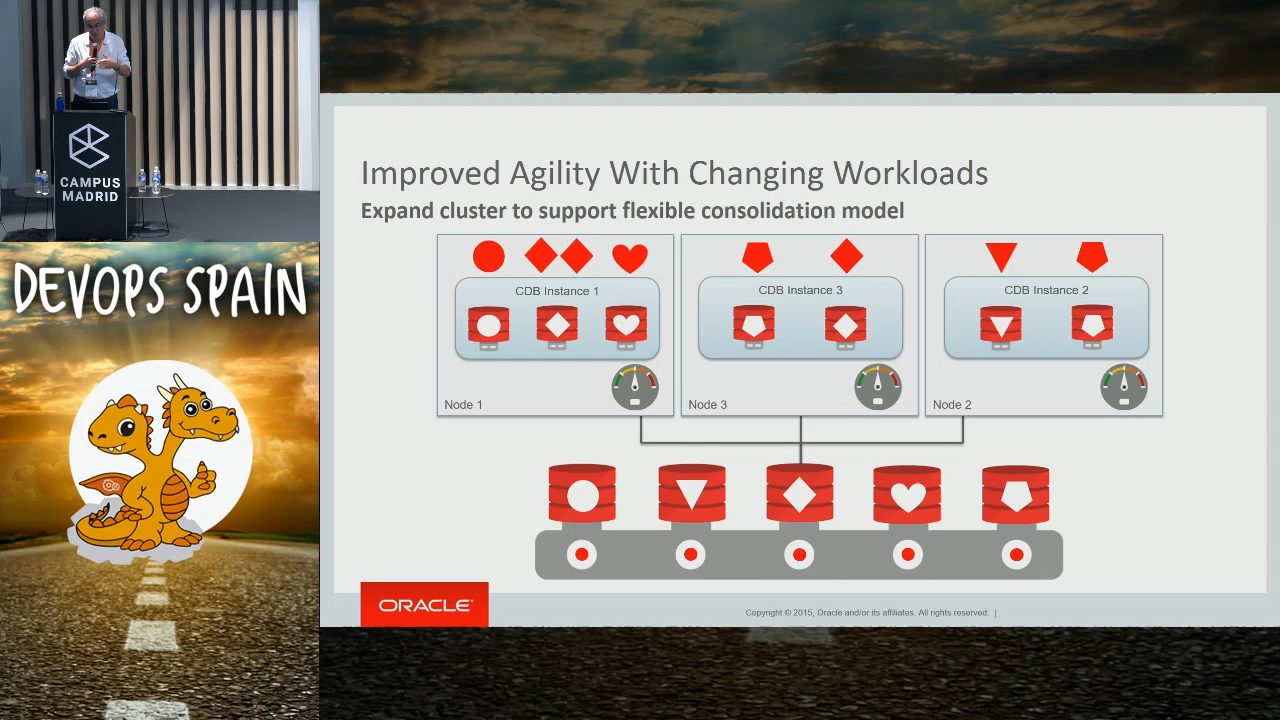 CAMPUS
MADRID
DEVOPS SPAIN
Improved Agility With Changing Workloads
Expand cluster to support flexible consolidation model
CDB Instance 1
Node 1
CDB Instance 3
Node 3
CDB Instance 2
Node 2
ORACLE®
Copyright © 2015, Oracle and/or its affiliates. All rights reserved. |